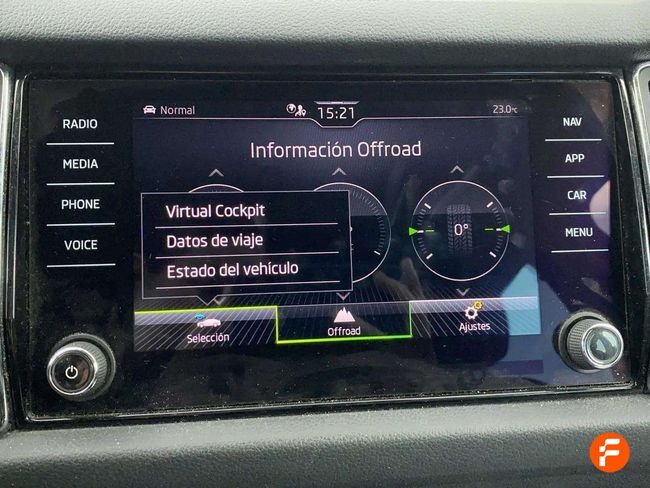 RADIO
MEDIA
PHONE
VOICE
Normal
15:21
23.0°C
Información Offroad
Virtual Cockpit
Datos de viaje
Estado del vehículo
0°
Selección
Offroad
Ajustes
NAV
APP
CAR
MENU